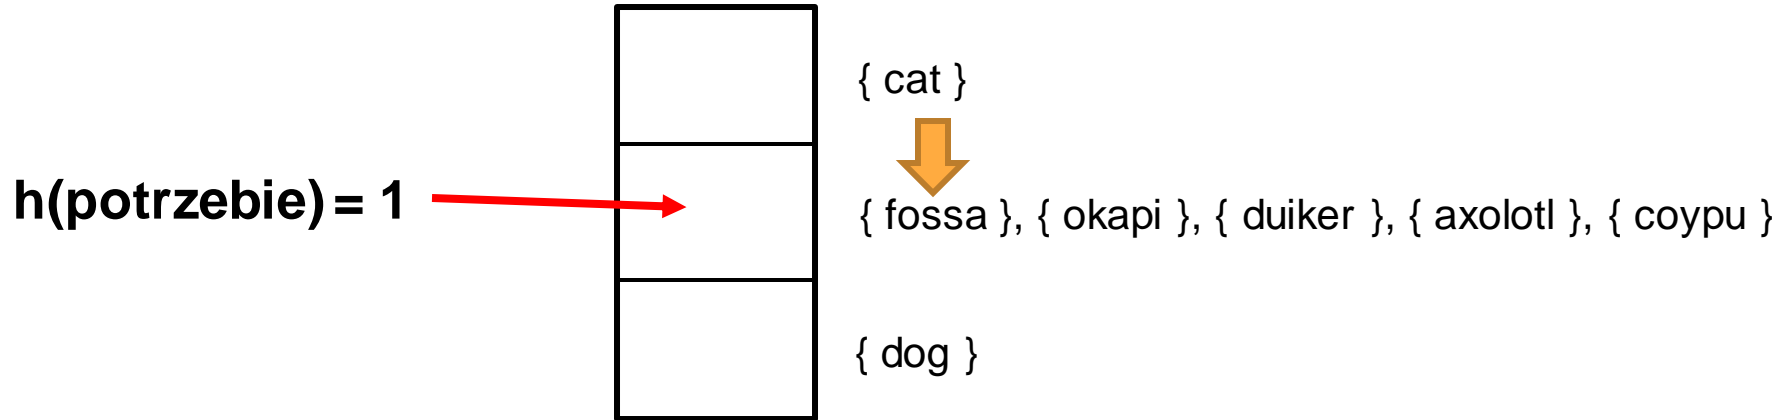 { cat }
h(potrzebie) = 1
{ fossa }, { okapi }, { duiker }, { axolotl }, { coypu }
{ dog }